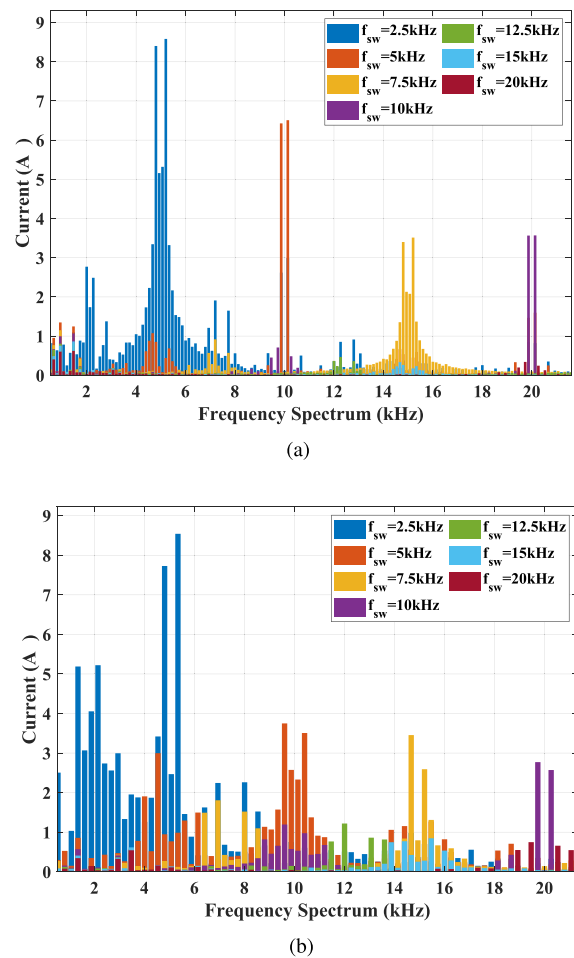 9
8
7
6
5
4
3
2
1
0
Current (A )
f_sw=2.5kHz f_sw=12.5kHz
f_sw=5kHz f_sw=15kHz
f_sw=7.5kHz f_sw=20kHz
f_sw=10kHz
2 4 6 8 10 12 14 16 18 20
Frequency Spectrum (kHz)
(a)
9
8
7
6
5
4
3
2
1
0
Current (A )
f_sw=2.5kHz f_sw=12.5kHz
f_sw=5kHz f_sw=15kHz
f_sw=7.5kHz f_sw=20kHz
f_sw=10kHz
2 4 6 8 10 12 14 16 18 20
Frequency Spectrum (kHz)
(b)